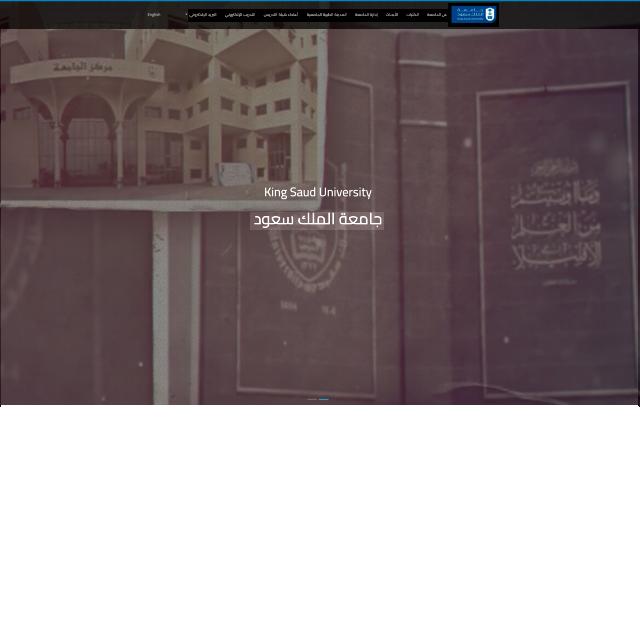 عن الجامعة
الكليات
الأبحاث
إدارة الجامعة
المدينة الطبية الجامعية
أعضاء هيئة التدريس
التدريب الإلكتروني
البريد الإلكتروني
English
مركز الجامعة
King Saud University
جامعة الملك سعود
وما أوتيتم
من العلم
إلا قليلا